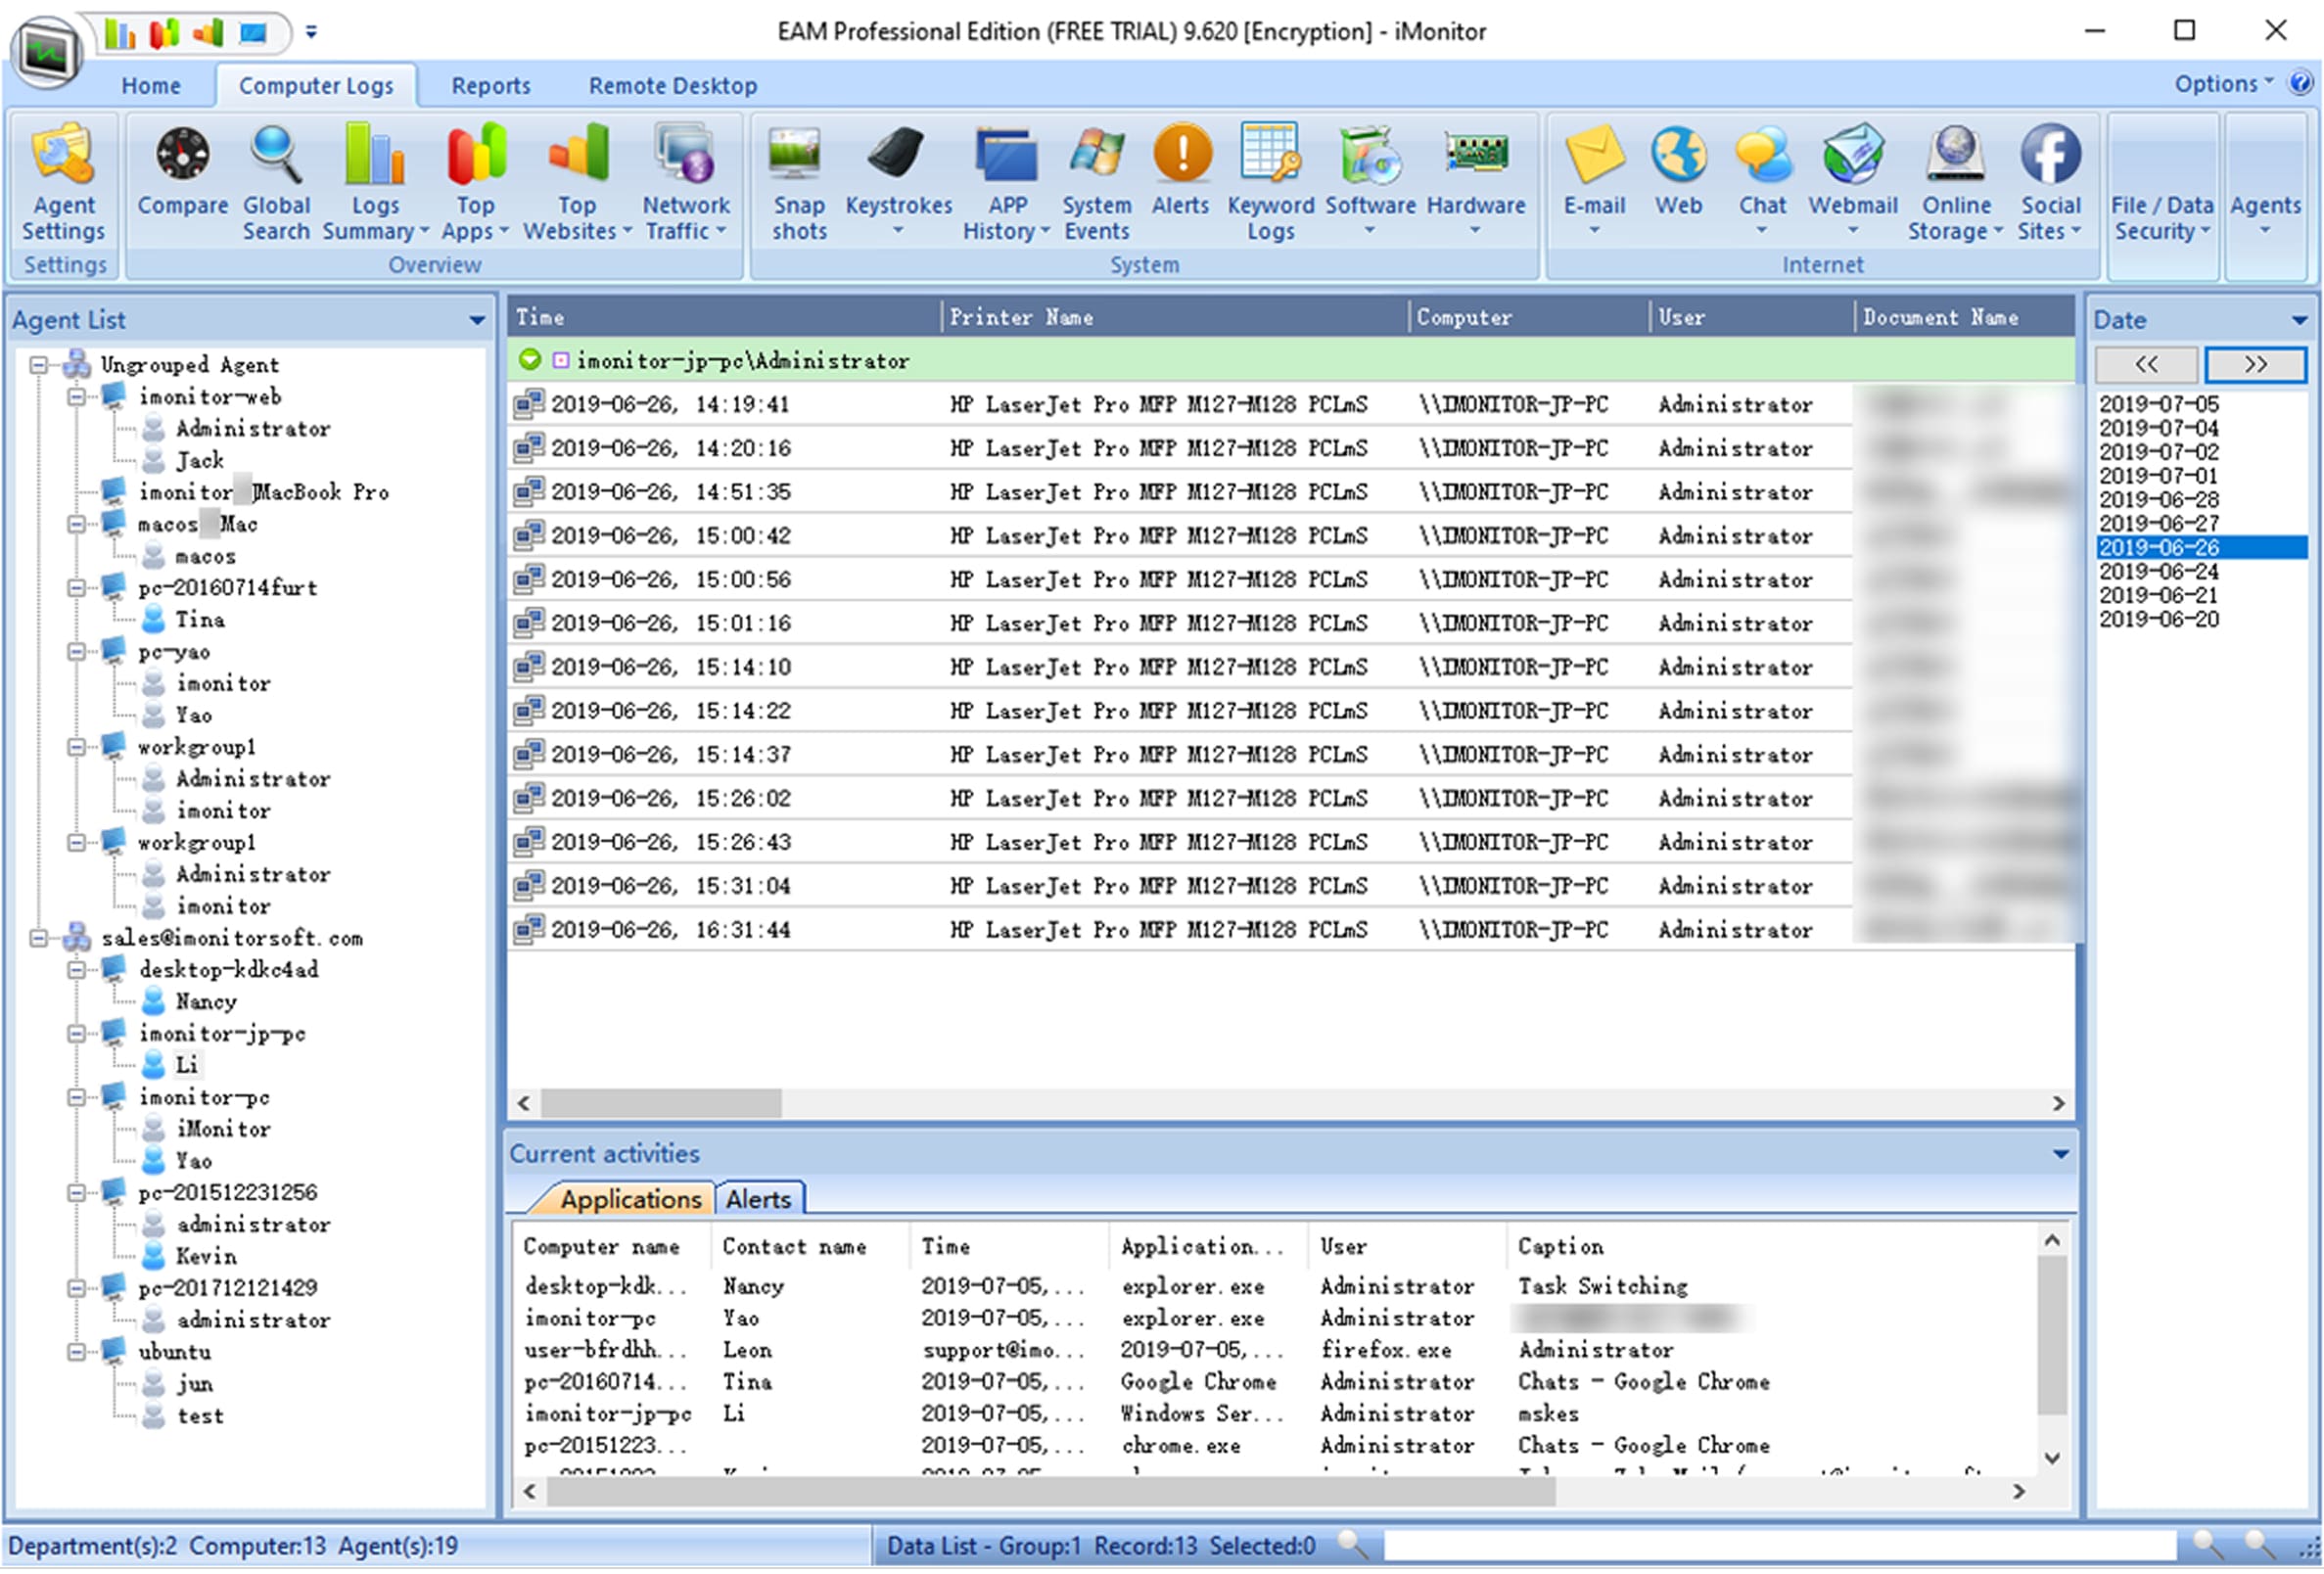 EAM Professional Edition (FREE TRIAL) 9.620 [Encryption] - iMonitor
Home Computer Logs Reports Remote Desktop Options
Agent Settings
Settings
Compare Global Search Logs Summary Top Apps Top Websites Network Traffic
Overview
Snap shots Keystrokes APP History System Events Alerts Keyword Logs Software Hardware
System
E-mail Web Chat Webmail Online Storage Social Sites
Internet
File / Data Security
Agents
Agent List
Ungrouped Agent
imonitor-web
Administrator
Jack
imonitor MacBook Pro
macos Mac
macos
pc-20160714furt
Tina
pc-yao
imonitor
Yao
workgroup1
Administrator
imonitor
workgroup1
Administrator
imonitor
sales@imonitorsoft.com
desktop-kdkc4ad
Nancy
imonitor-jp-pc
Li
imonitor-pc
iMonitor
Yao
pc-201512231256
administrator
Kevin
pc-201712121429
administrator
ubuntu
jun
test
Time Printer Name Computer User Document Name
imonitor-jp-pc\Administrator
2019-06-26, 14:19:41 HP LaserJet Pro MFP M127-M128 PCLmS \\IMONITOR-JP-PC Administrator
2019-06-26, 14:20:16 HP LaserJet Pro MFP M127-M128 PCLmS \\IMONITOR-JP-PC Administrator
2019-06-26, 14:51:35 HP LaserJet Pro MFP M127-M128 PCLmS \\IMONITOR-JP-PC Administrator
2019-06-26, 15:00:42 HP LaserJet Pro MFP M127-M128 PCLmS \\IMONITOR-JP-PC Administrator
2019-06-26, 15:00:56 HP LaserJet Pro MFP M127-M128 PCLmS \\IMONITOR-JP-PC Administrator
2019-06-26, 15:01:16 HP LaserJet Pro MFP M127-M128 PCLmS \\IMONITOR-JP-PC Administrator
2019-06-26, 15:14:10 HP LaserJet Pro MFP M127-M128 PCLmS \\IMONITOR-JP-PC Administrator
2019-06-26, 15:14:22 HP LaserJet Pro MFP M127-M128 PCLmS \\IMONITOR-JP-PC Administrator
2019-06-26, 15:14:37 HP LaserJet Pro MFP M127-M128 PCLmS \\IMONITOR-JP-PC Administrator
2019-06-26, 15:26:02 HP LaserJet Pro MFP M127-M128 PCLmS \\IMONITOR-JP-PC Administrator
2019-06-26, 15:26:43 HP LaserJet Pro MFP M127-M128 PCLmS \\IMONITOR-JP-PC Administrator
2019-06-26, 15:31:04 HP LaserJet Pro MFP M127-M128 PCLmS \\IMONITOR-JP-PC Administrator
2019-06-26, 16:31:44 HP LaserJet Pro MFP M127-M128 PCLmS \\IMONITOR-JP-PC Administrator
Current activities
Applications Alerts
Computer name Contact name Time Application... User Caption
desktop-kdk... Nancy 2019-07-05,... explorer.exe Administrator Task Switching
imonitor-pc Yao 2019-07-05,... explorer.exe Administrator
user-bfrdhh... Leon support@imo... 2019-07-05,... firefox.exe Administrator
pc-20160714... Tina 2019-07-05,... Google Chrome Administrator Chats - Google Chrome
imonitor-jp-pc Li 2019-07-05,... Windows Ser... Administrator mskes
pc-20151223... 2019-07-05,... chrome.exe Administrator Chats - Google Chrome
Date
<< >>
2019-07-05
2019-07-04
2019-07-02
2019-07-01
2019-06-28
2019-06-27
2019-06-26
2019-06-24
2019-06-21
2019-06-20
Department(s):2 Computer:13 Agent(s):19
Data List - Group:1 Record:13 Selected:0